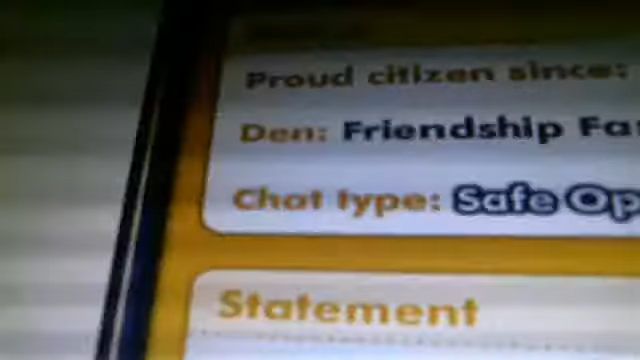 Proud citizen since:
Den: Friendship
Chat type: Safe
Statement